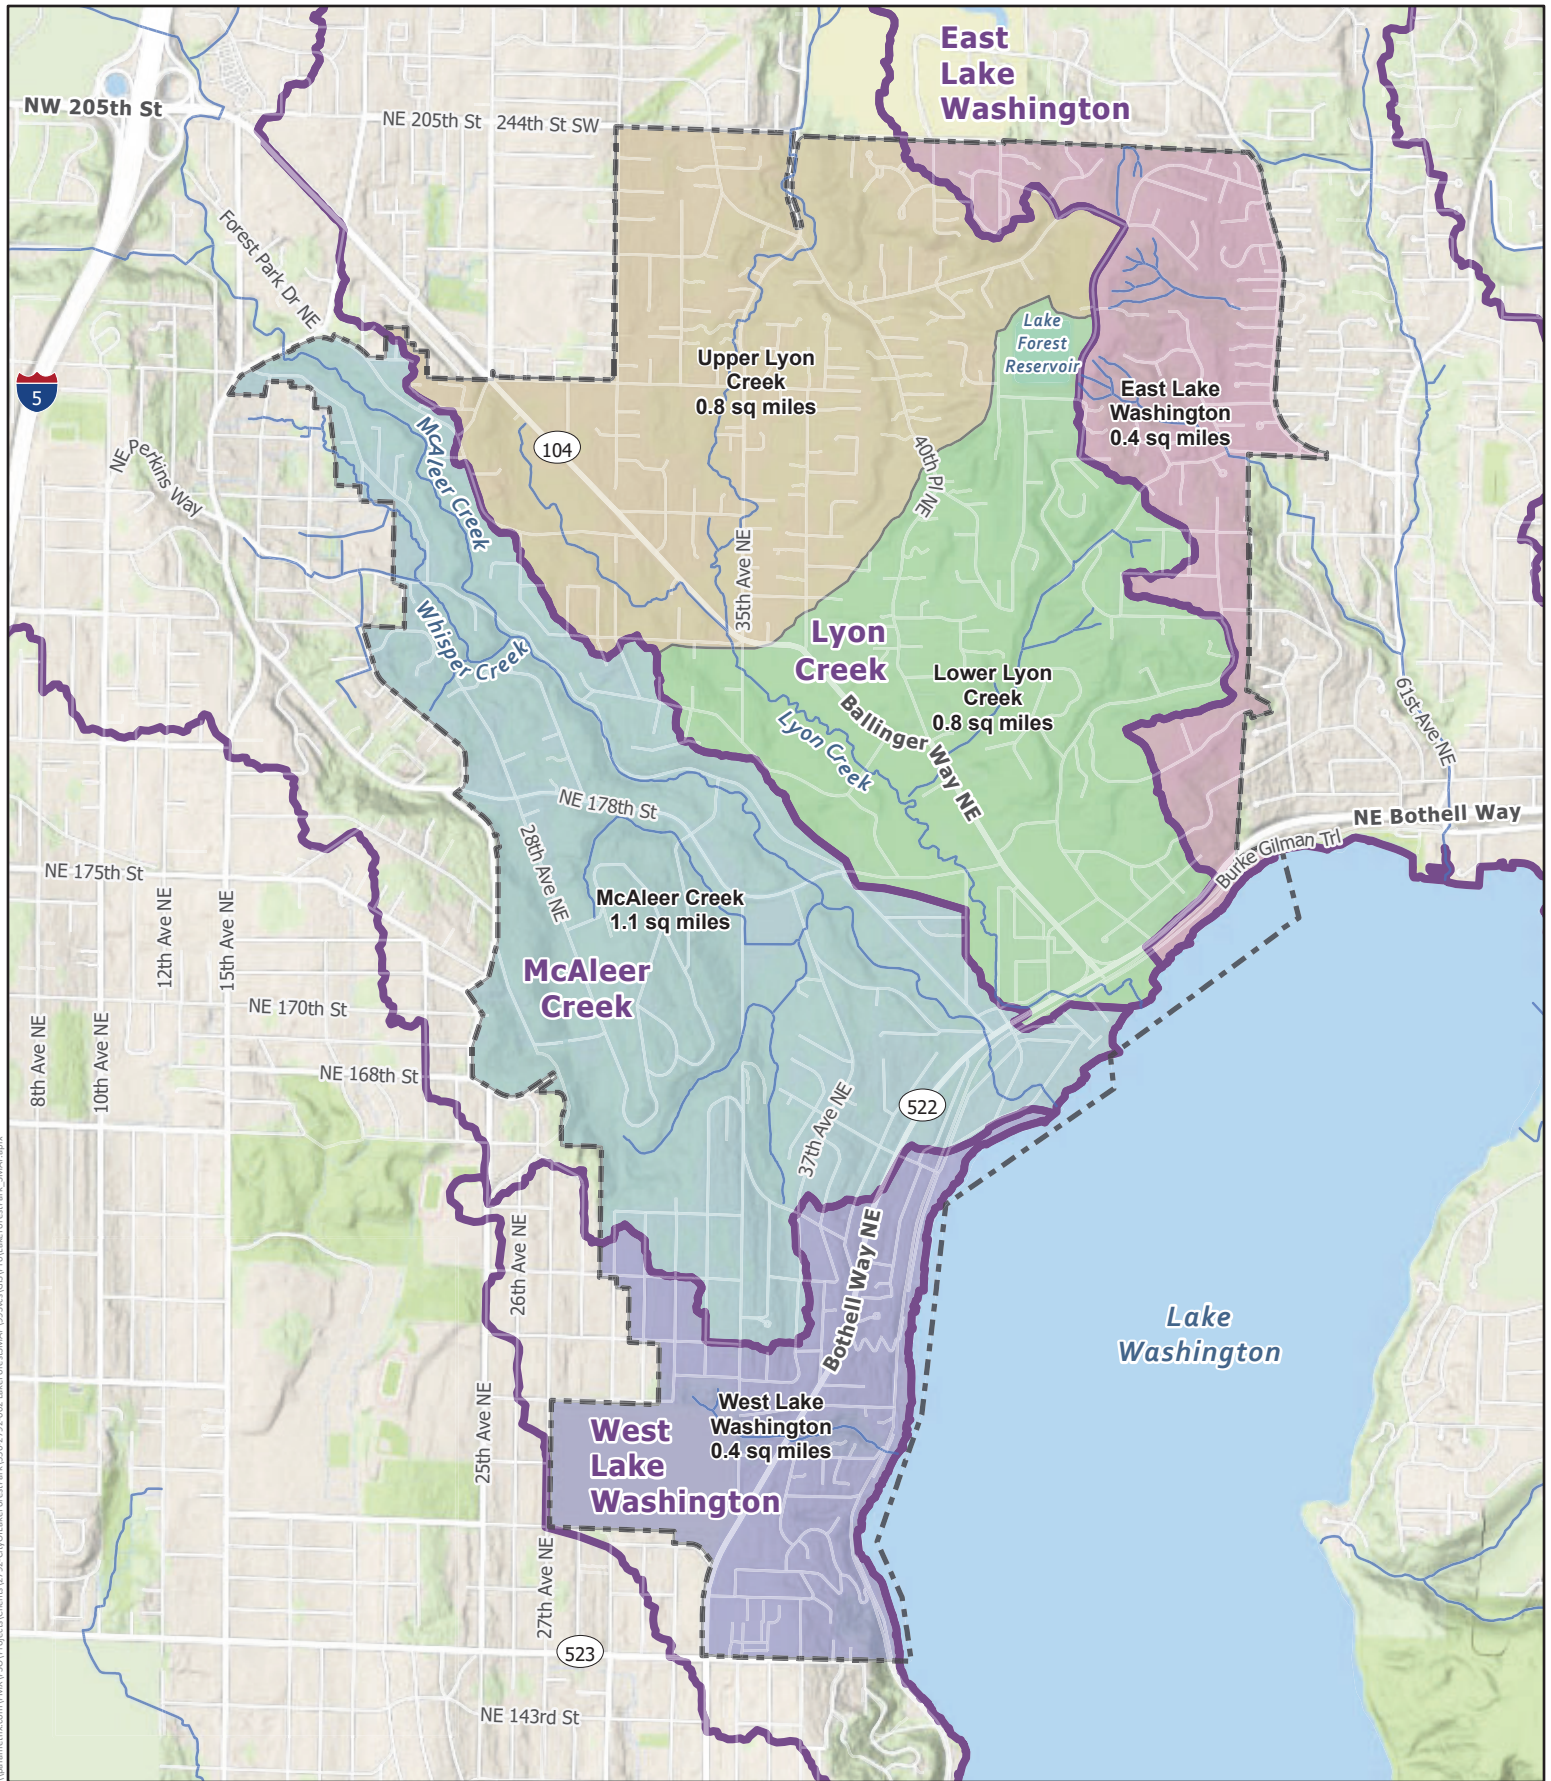 East
Lake
Washington
NW 205th St
NE 205th St
244th St SW
Forest Park Dr NE
Lake
Forest
Reservoir
Upper Lyon
Creek
0.8 sq miles
East Lake
Washington
0.4 sq miles
5
104
McAleer Creek
40th Pl NE
NE Perkins Way
35th Ave NE
Whisper Creek
Lyon
Creek
Lower Lyon
Creek
0.8 sq miles
Ballinger Way NE
Lyon Creek
61st Ave NE
NE 178th St
28th Ave NE
NE Bothell Way
Burke Gilman Trl
NE 175th St
McAleer Creek
1.1 sq miles
12th Ave NE
15th Ave NE
McAleer
Creek
NE 170th St
8th Ave NE
10th Ave NE
NE 168th St
522
37th Ave NE
26th Ave NE
Bothell Way NE
Lake
Washington
25th Ave NE
West Lake
Washington
0.4 sq miles
West
Lake
Washington
27th Ave NE
523
NE 143rd St